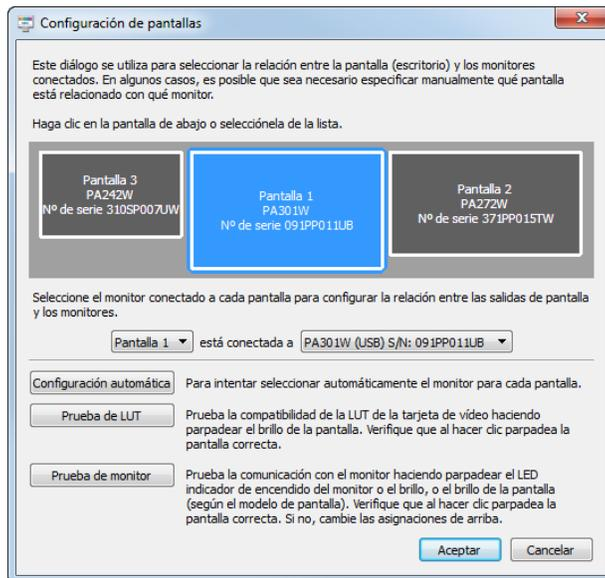 Configuración de pantallas
Este diálogo se utiliza para seleccionar la relación entre la pantalla (escritorio) y los monitores
conectados. En algunos casos, es posible que sea necesario especificar manualmente qué pantalla
está relacionado con qué monitor.
Haga clic en la pantalla de abajo o selecciónela de la lista.
Pantalla 3
PA242W
Nº de serie 310SP007UW
Pantalla 1
PA301W
Nº de serie 091PP011UB
Pantalla 2
PA272W
Nº de serie 371PP015TW
Seleccione el monitor conectado a cada pantalla para configurar la relación entre las salidas de pantalla
y los monitores.
Pantalla 1 está conectada a PA301W (USB) S/N: 091PP011UB
Configuración automática Para intentar seleccionar automáticamente el monitor para cada pantalla.
Prueba de LUT Prueba la compatibilidad de la LUT de la tarjeta de vídeo haciendo
parpadear el brillo de la pantalla. Verifique que al hacer clic parpadea la
pantalla correcta.
Prueba de monitor Prueba la comunicación con el monitor haciendo parpadear el LED
indicador de encendido del monitor o el brillo, o el brillo de la pantalla
(según el modelo de pantalla). Verifique que al hacer clic parpadea la
pantalla correcta. Si no, cambie las asignaciones de arriba.
Aceptar Cancelar